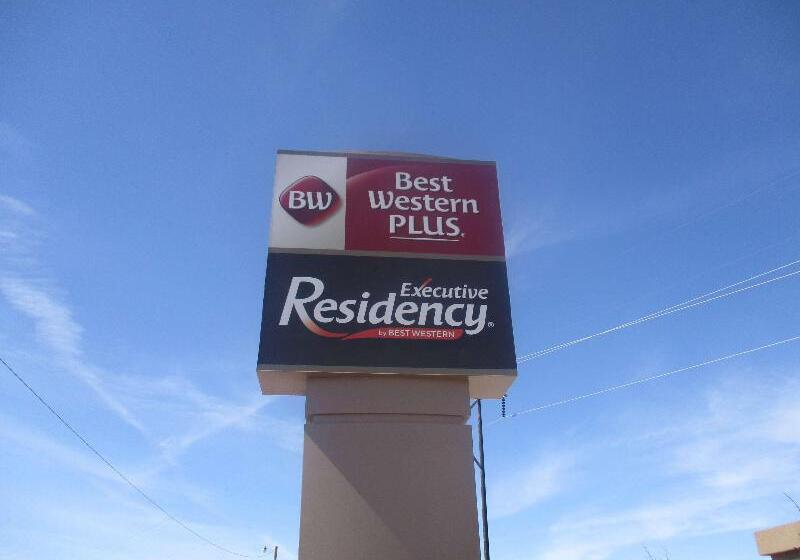 BW
Best
Western
PLUS.
Executive
Residency®
by BEST WESTERN